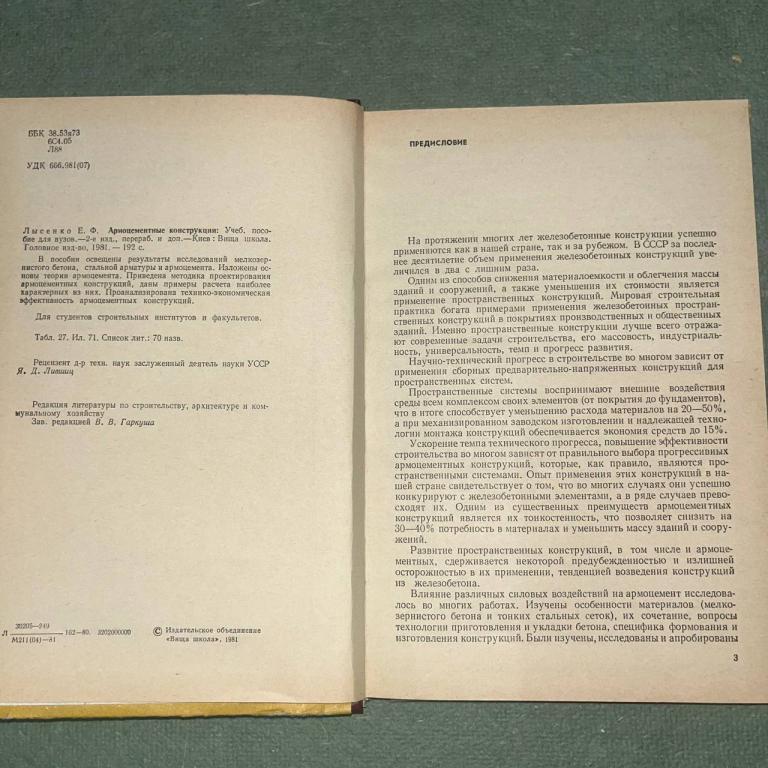 ББК 38.53я73
6С4.05
Л88
УДК 666.981(07)
Лысенко Е. Ф. Армоцементные конструкции: Учеб. посо-
бие для вузов.—2-е изд., перераб. и доп.—Киев: Вища школа.
Головное изд-во, 1981.— 192 с.
В пособии освещены результаты исследований мелкозер-
нистого бетона, стальной арматуры и армоцемента. Изложены ос-
новы теории армоцемента. Приведена методика проектирования
армоцементных конструкций, даны примеры расчета наиболее
характерных из них. Проанализирована технико-экономическая
эффективность армоцементных конструкций.
Для студентов строительных институтов и факультетов.
Табл. 27. Ил. 71. Список лит.: 70 назв.
Рецензент д-р техн. наук заслуженный деятель науки УССР
Я. Д. Лившиц
Редакция литературы по строительству, архитектуре и ком-
мунальному хозяйству
Зав. редакцией В. В. Гаркуша
Л 30205—049
М211(04)—81 162—80. 3202000000
© Издательское объединение
«Вища школа», 1981
ПРЕДИСЛОВИЕ
На протяжении многих лет железобетонные конструкции успешно
применяются как в нашей стране, так и за рубежом. В СССР за послед-
нее десятилетие объем применения железобетонных конструкций уве-
личился в два с лишним раза.
Одним из способов снижения материалоемкости и облегчения массы
зданий и сооружений, а также уменьшения их стоимости является
применение пространственных конструкций. Мировая строительная
практика богата примерами применения железобетонных простран-
ственных конструкций в покрытиях производственных и общественных
зданий. Именно пространственные конструкции лучше всего отража-
ют современные задачи строительства, его массовость, индустриаль-
ность, универсальность, темп и прогресс развития.
Научно-технический прогресс в строительстве во многом зависит от
применения сборных предварительно-напряженных конструкций для
пространственных систем.
Пространственные системы воспринимают внешние воздействия
среды всем комплексом своих элементов (от покрытия до фундаментов),
что в итоге способствует уменьшению расхода материалов на 20—50%,
а при механизированном заводском изготовлении и надлежащей техно-
логии монтажа конструкций обеспечивается экономия средств до 15%.
Ускорение темпа технического прогресса, повышение эффективности
строительства во многом зависят от правильного выбора прогрессивных
армоцементных конструкций, которые, как правило, являются про-
странственными системами. Опыт применения этих конструкций в на-
шей стране свидетельствует о том, что во многих случаях они успешно
конкурируют с железобетонными элементами, а в ряде случаев превос-
ходят их. Одним из существенных преимуществ армоцементных
конструкций является их тонкостенность, что позволяет снизить на
30—40% потребность в материалах и уменьшить массу зданий и соору-
жений.
Развитие пространственных конструкций, в том числе и армоце-
ментных, сдерживается некоторой предубежденностью и излишней
осторожностью в их применении, тенденцией возведения конструкций
из железобетона.
Влияние различных силовых воздействий на армоцемент исследова-
лось во многих работах. Изучены особенности материалов (мелко-
зернистого бетона и тонких стальных сеток), их сочетание, вопросы
технологии приготовления и укладки бетона, специфика формования и
изготовления конструкций. Были изучены, исследованы и апробированы
3